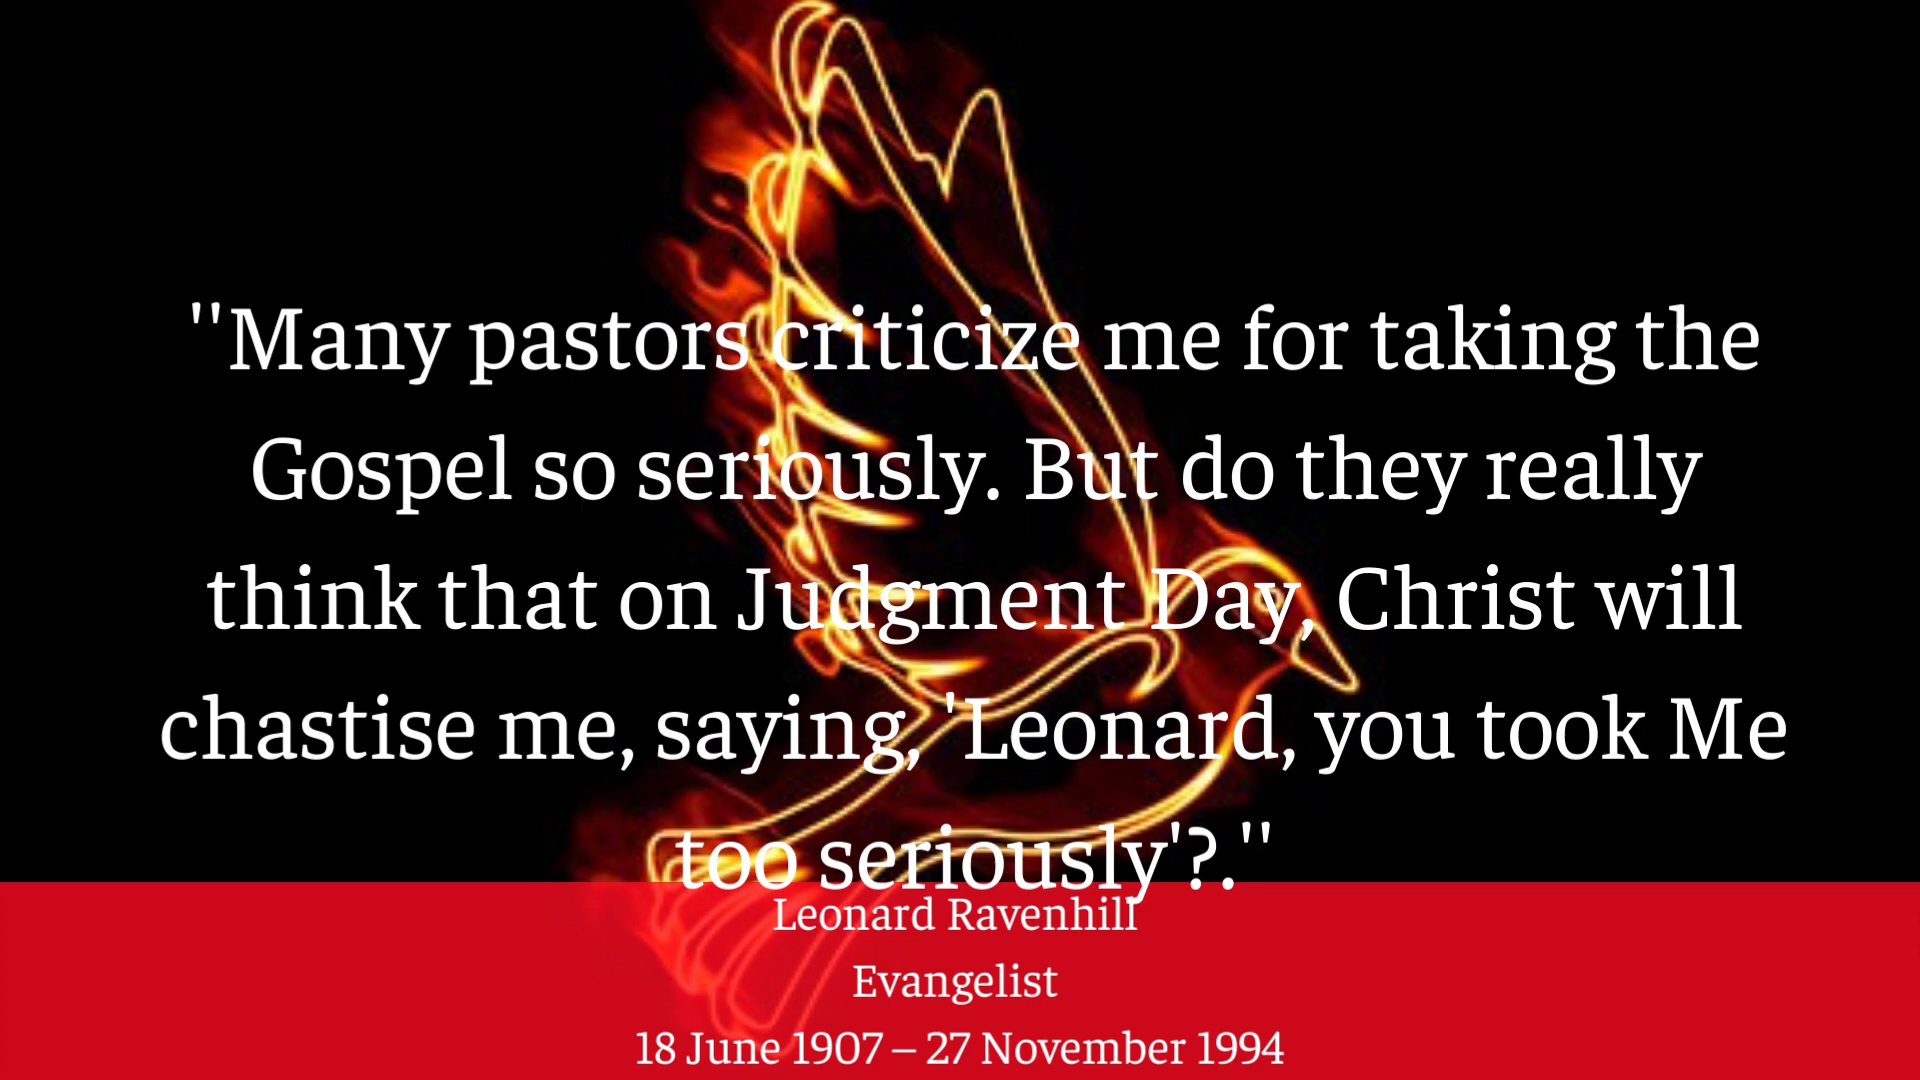 "Many pastors criticize me for taking the
Gospel so seriously. But do they really
think that on Judgment Day, Christ will
chastise me, saying, 'Leonard, you took Me
too seriously'?."
Leonard Ravenhill
Evangelist
18 June 1907 – 27 November 1994